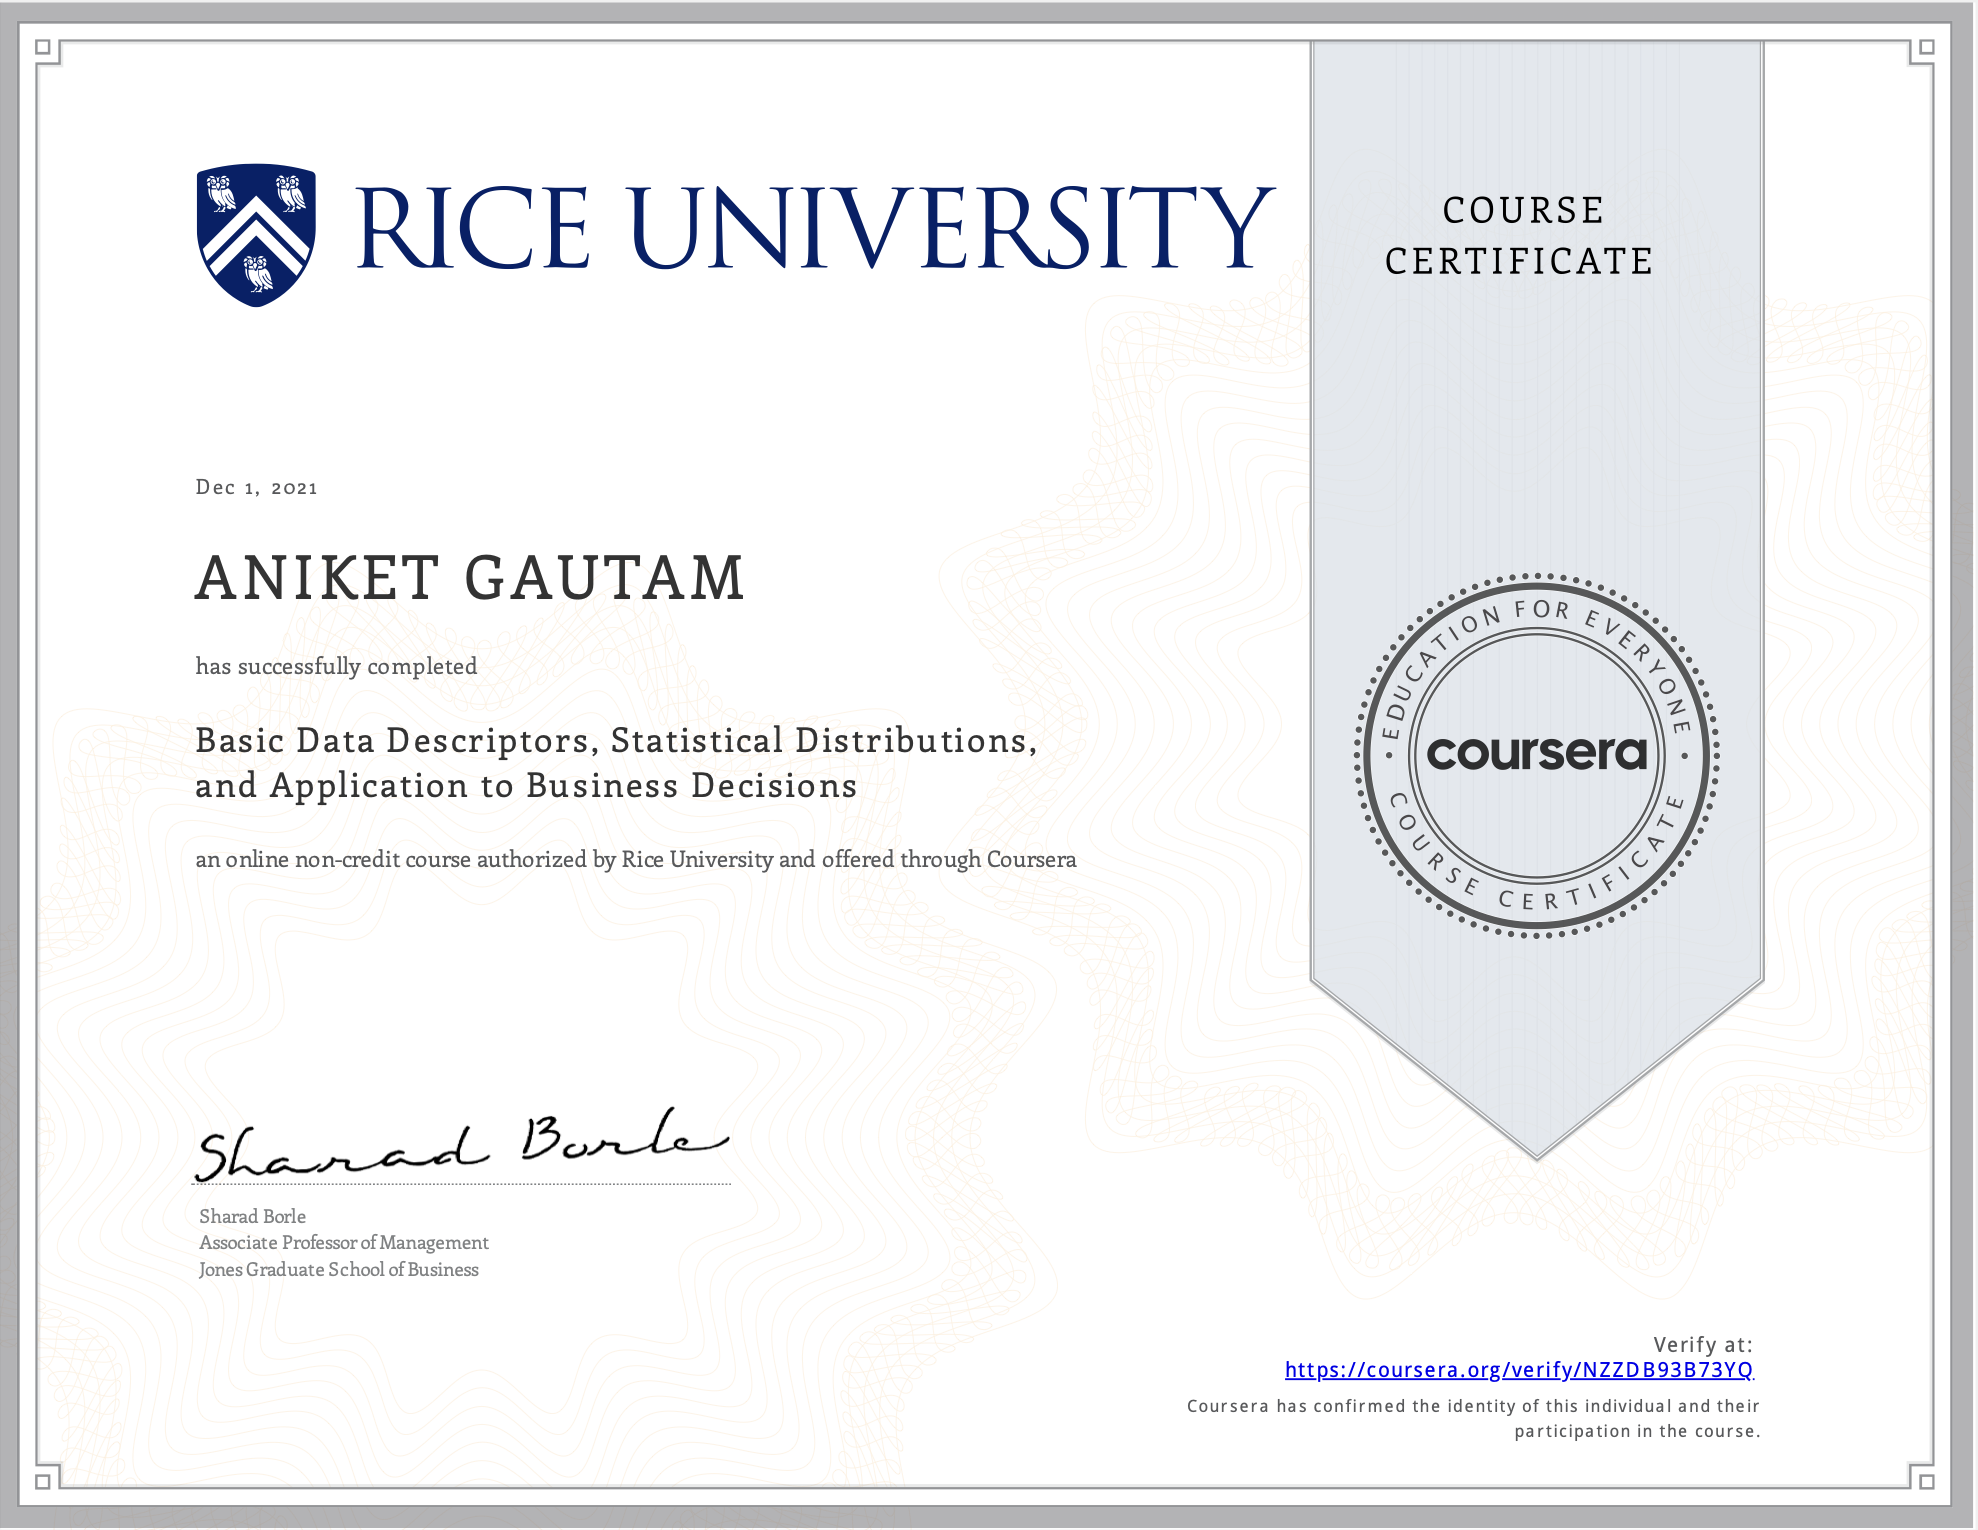 RICE UNIVERSITY
COURSE
CERTIFICATE
Dec 1, 2021
ANIKET GAUTAM
has successfully completed
Basic Data Descriptors, Statistical Distributions,
and Application to Business Decisions
an online non-credit course authorized by Rice University and offered through Coursera
EDUCATION FOR EVERYONE
coursera
COURSE CERTIFICATE
Sharad Borle
Sharad Borle
Associate Professor of Management
Jones Graduate School of Business
Verify at:
https://coursera.org/verify/NZZDB93B73YQ
Coursera has confirmed the identity of this individual and their
participation in the course.